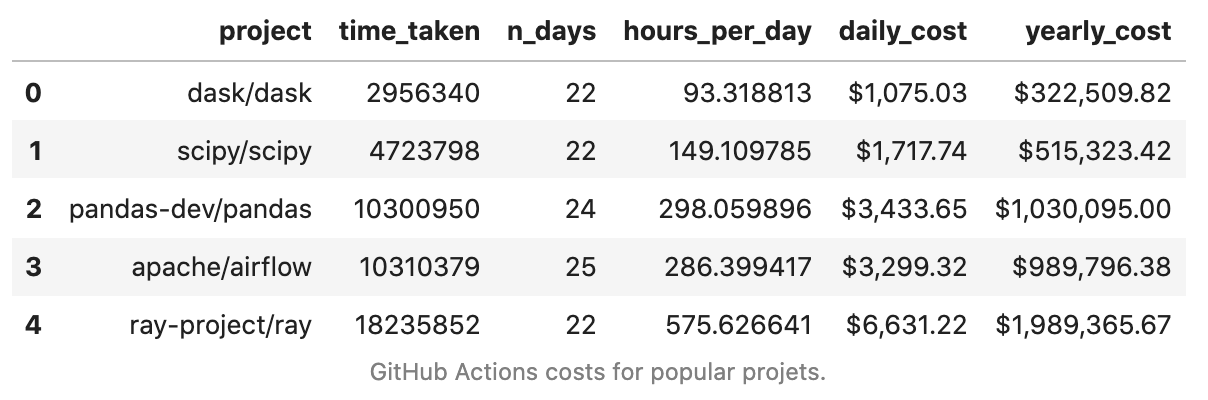 project time_taken n_days hours_per_day daily_cost yearly_cost
0 dask/dask 2956340 22 93.318813 $1,075.03 $322,509.82
1 scipy/scipy 4723798 22 149.109785 $1,717.74 $515,323.42
2 pandas-dev/pandas 10300950 24 298.059896 $3,433.65 $1,030,095.00
3 apache/airflow 10310379 25 286.399417 $3,299.32 $989,796.38
4 ray-project/ray 18235852 22 575.626641 $6,631.22 $1,989,365.67
GitHub Actions costs for popular projets.